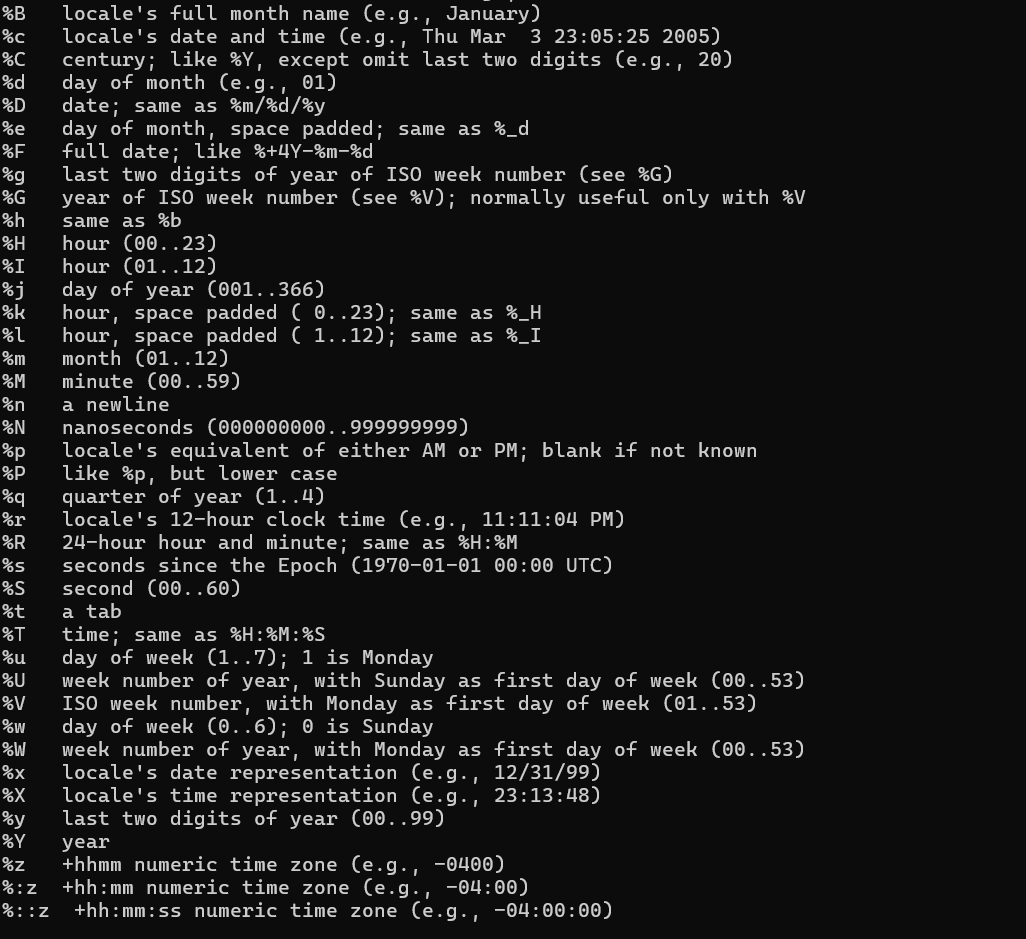 %B   locale's full month name (e.g., January)
%c   locale's date and time (e.g., Thu Mar  3 23:05:25 2005)
%C   century; like %Y, except omit last two digits (e.g., 20)
%d   day of month (e.g., 01)
%D   date; same as %m/%d/%y
%e   day of month, space padded; same as %_d
%F   full date; like %+4Y-%m-%d
%g   last two digits of year of ISO week number (see %G)
%G   year of ISO week number (see %V); normally useful only with %V
%h   same as %b
%H   hour (00..23)
%I   hour (01..12)
%j   day of year (001..366)
%k   hour, space padded ( 0..23); same as %_H
%l   hour, space padded ( 1..12); same as %_I
%m   month (01..12)
%M   minute (00..59)
%n   a newline
%N   nanoseconds (000000000..999999999)
%p   locale's equivalent of either AM or PM; blank if not known
%P   like %p, but lower case
%q   quarter of year (1..4)
%r   locale's 12-hour clock time (e.g., 11:11:04 PM)
%R   24-hour hour and minute; same as %H:%M
%s   seconds since the Epoch (1970-01-01 00:00 UTC)
%S   second (00..60)
%t   a tab
%T   time; same as %H:%M:%S
%u   day of week (1..7); 1 is Monday
%U   week number of year, with Sunday as first day of week (00..53)
%V   ISO week number, with Monday as first day of week (01..53)
%w   day of week (0..6); 0 is Sunday
%W   week number of year, with Monday as first day of week (00..53)
%x   locale's date representation (e.g., 12/31/99)
%X   locale's time representation (e.g., 23:13:48)
%y   last two digits of year (00..99)
%Y   year
%z   +hhmm numeric time zone (e.g., -0400)
%:z  +hh:mm numeric time zone (e.g., -04:00)
%::z  +hh:mm:ss numeric time zone (e.g., -04:00:00)